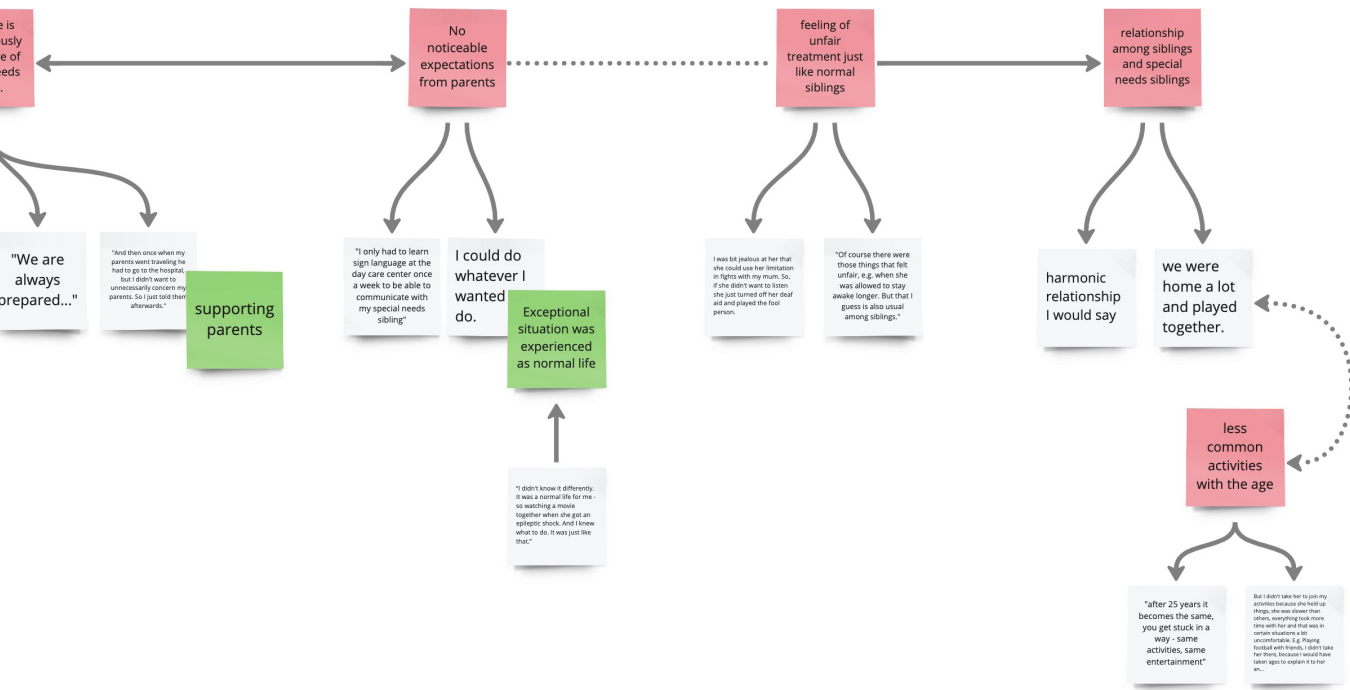 e is
usly
e of
eeds
.
No
noticeable
expectations
from parents
feeling of
unfair
treatment just
like normal
siblings
relationship
among siblings
and special
needs siblings
"We are
always
prepared..."
"And then once when my
parents went traveling he
had to go to the hospital,
but I didn't want to
unnecessarily concern my
parents. So I just told them
afterwards."
supporting
parents
"I only had to learn
sign language at the
day care center once
a week to be able to
communicate with
my special needs
sibling"
I could do
whatever I
wanted
do.
Exceptional
situation was
experienced
as normal life
"I didn't know it differently.
It was a normal life for me -
so watching a movie
together when she got an
epileptic shock. And I knew
what to do. It was just like
that."
I was bit jealous at her that
she could use her limitation
in fights with my mum. So,
if she didn't want to listen
she just turned off her deaf
aid and played the fool
person.
"Of course there were
those things that felt
unfair, e.g. when she
was allowed to stay
awake longer. But that I
guess is also usual
among siblings."
harmonic
relationship
I would say
we were
home a lot
and played
together.
less
common
activities
with the age
"after 25 years it
becomes the same,
you get stuck in a
way - same
activities, same
entertainment"
But I didn't take her to join my
activities because she held up
things, she was slower than
others, everything took more
time with her and that was in
certain situations a bit
uncomfortable. E.g. Playing
football with friends, I didn't take
her there, because I would have
taken ages to explain it to her
an...